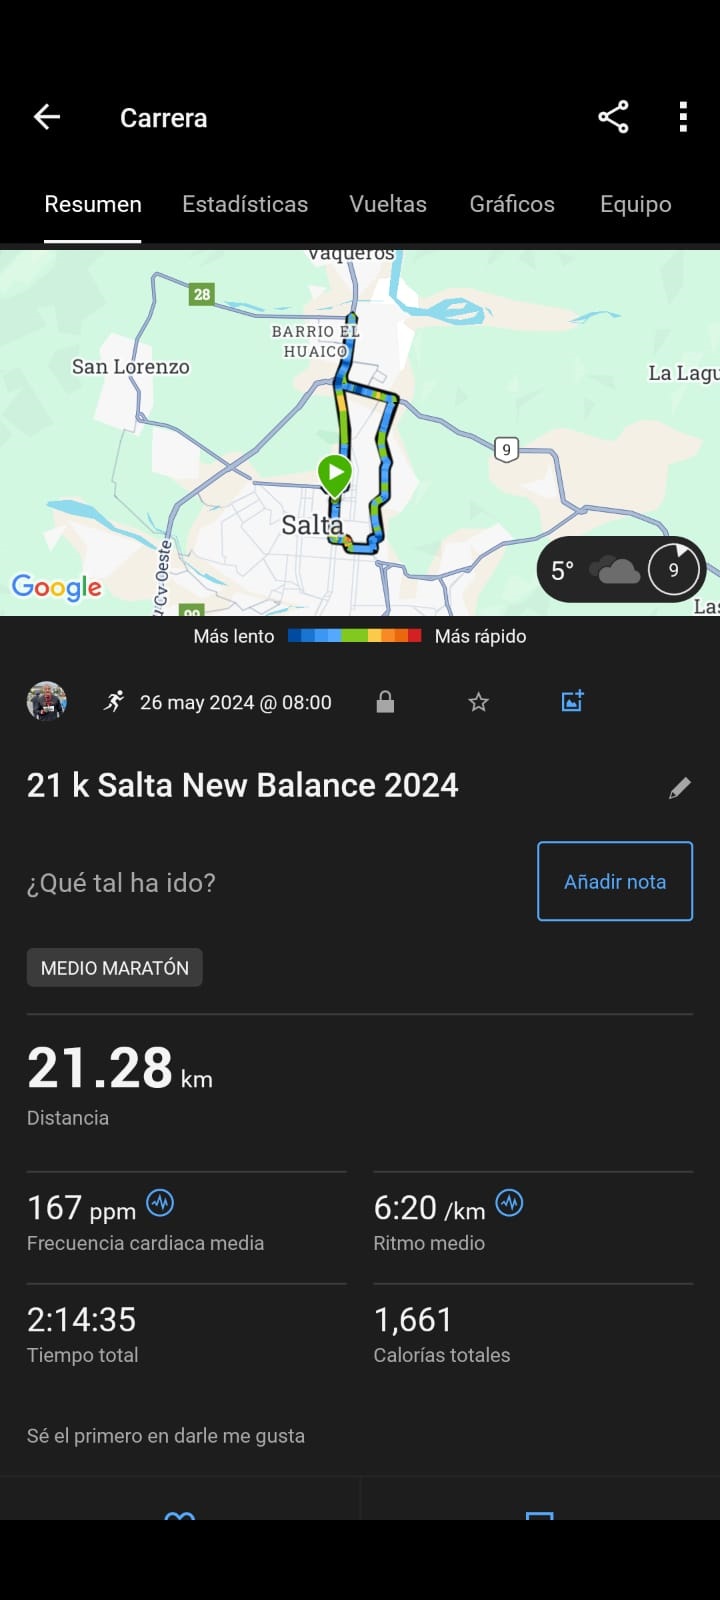 Carrera
Resumen Estadísticas Vueltas Gráficos Equipo
Vaqueros
28
BARRIO EL
HUAICO
San Lorenzo
La Lagu
9
Salta
Cv Oeste
5° 9
Google
Las
Más lento Más rápido
26 may 2024 @ 08:00
21 k Salta New Balance 2024
¿Qué tal ha ido? Añadir nota
MEDIO MARATÓN
21.28 km
Distancia
167 ppm 6:20 /km
Frecuencia cardiaca media Ritmo medio
2:14:35 1,661
Tiempo total Calorías totales
Sé el primero en darle me gusta